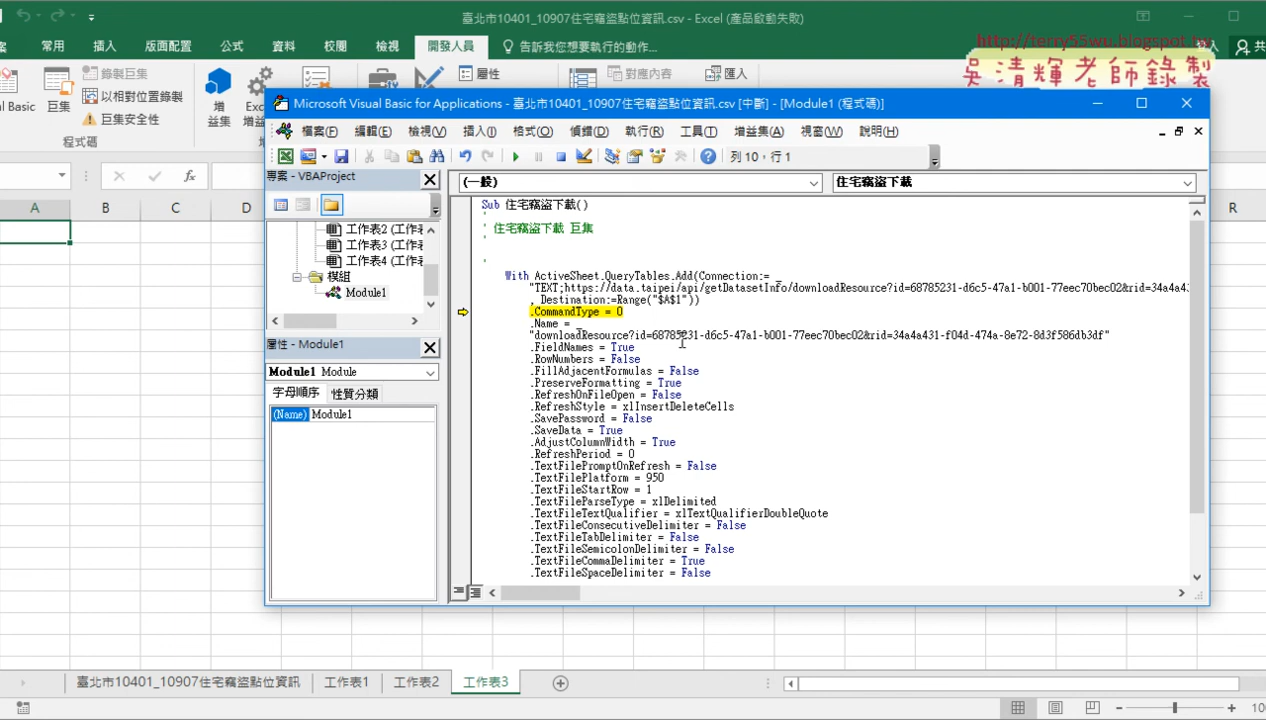 臺北市10401_10907住宅竊盜點位資訊.csv - Excel (產品啟動失敗)
http://terry55wu.blogspot.tw
吳清輝老師錄製
常用 插入 版面配置 公式 資料 校閱 檢視 開發人員 告訴我您想要執行的動作... 登入
錄製巨集 屬性 對應內容 匯入
Visual Basic 巨集 以相對位置錄製
巨集安全性
增益集
程式碼
Microsoft Visual Basic for Applications - 臺北市10401_10907住宅竊盜點位資訊.csv [中斷] - [Module1 (程式碼)]
檔案(F) 編輯(E) 檢視(V) 插入(I) 格式(O) 偵錯(D) 執行(R) 工具(T) 增益集(A) 視窗(W) 說明(H)
列 10，行 1
專案 - VBAProject
工作表2 (工作
工作表3 (工作
工作表4 (工作
模組
Module1
屬性 - Module1
Module1 Module
字母順序 性質分類
(Name) Module1
(一般) 住宅竊盜下載
Sub 住宅竊盜下載()
'
' 住宅竊盜下載 巨集
'
'
With ActiveSheet.QueryTables.Add(Connection:= _
"TEXT;https://data.taipei/api/getDatasetInfo/downloadResource?id=68785231-d6c5-47a1-b001-77eec70bec02&rid=34a4a43
, Destination:=Range("$A$1"))
.CommandType = 0
.Name = _
"downloadResource?id=68785231-d6c5-47a1-b001-77eec70bec02&rid=34a4a431-f04d-474a-8e72-8d3f586db3df"
.FieldNames = True
.RowNumbers = False
.FillAdjacentFormulas = False
.PreserveFormatting = True
.RefreshOnFileOpen = False
.RefreshStyle = xlInsertDeleteCells
.SavePassword = False
.SaveData = True
.AdjustColumnWidth = True
.RefreshPeriod = 0
.TextFilePromptOnRefresh = False
.TextFilePlatform = 950
.TextFileStartRow = 1
.TextFileParseType = xlDelimited
.TextFileTextQualifier = xlTextQualifierDoubleQuote
.TextFileConsecutiveDelimiter = False
.TextFileTabDelimiter = False
.TextFileSemicolonDelimiter = False
.TextFileCommaDelimiter = True
.TextFileSpaceDelimiter = False
A B C D R
臺北市10401_10907住宅竊盜點位資訊 工作表1 工作表2 工作表3